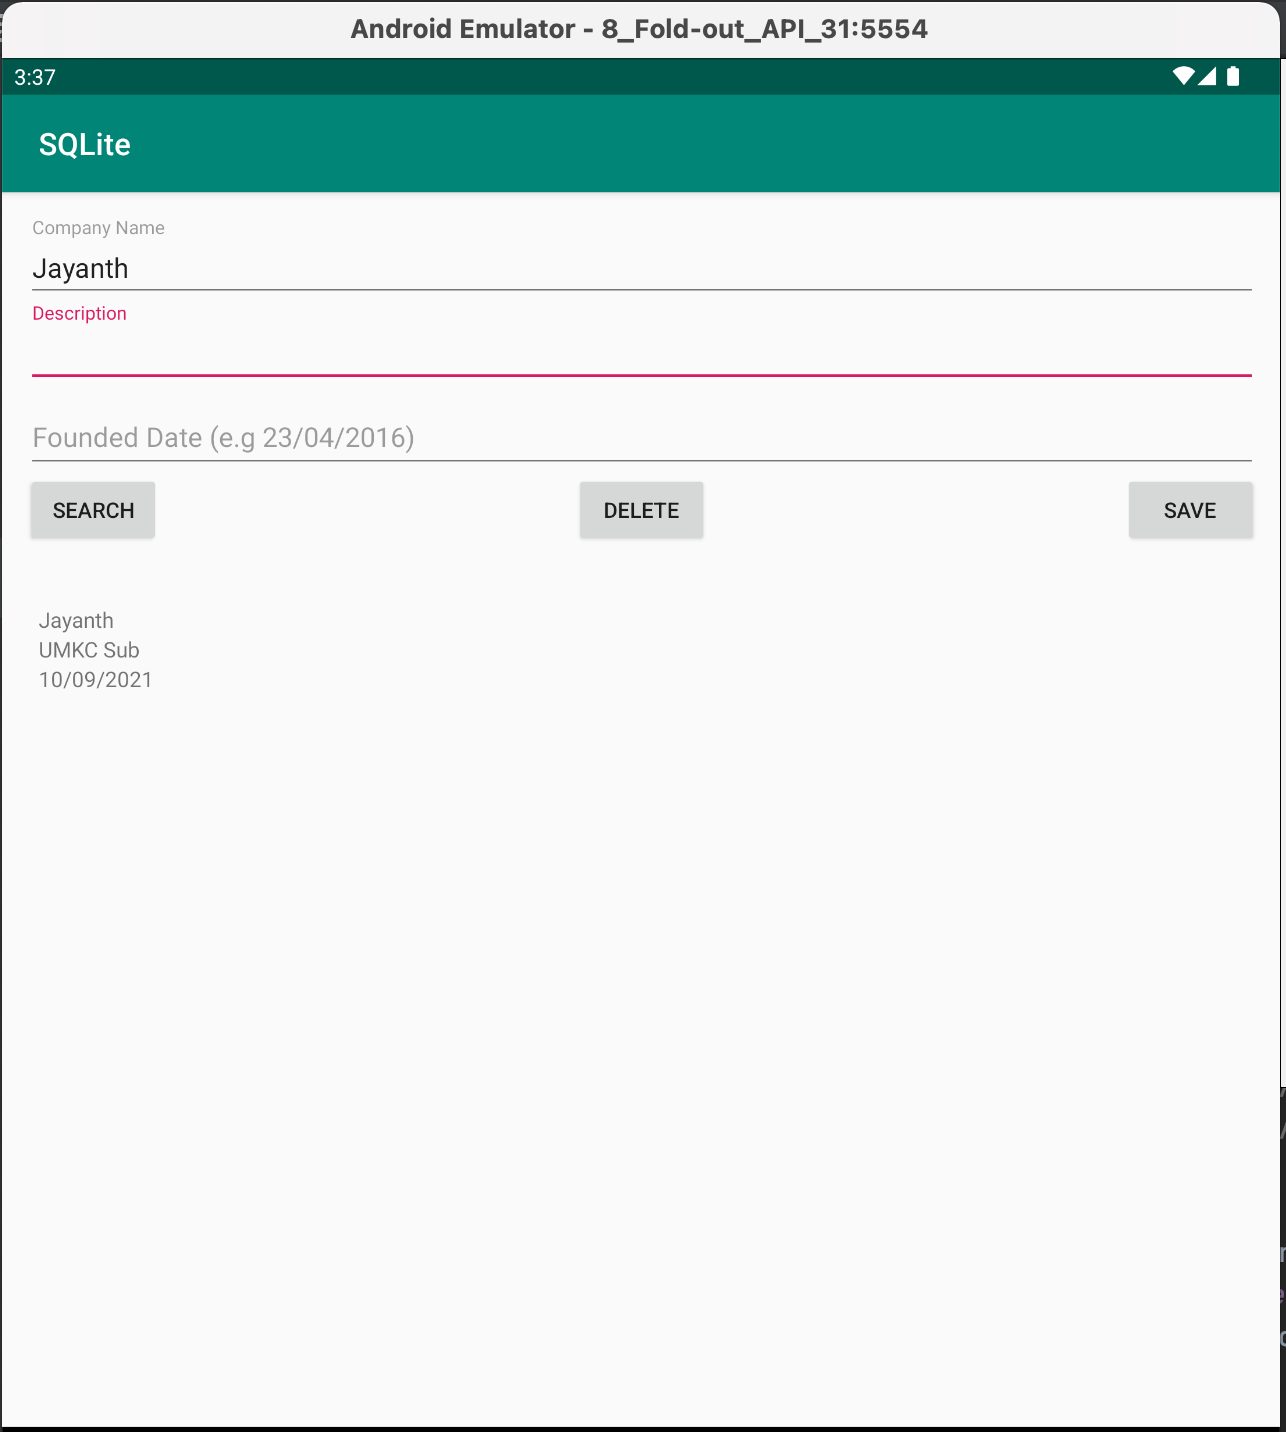 Android Emulator - 8_Fold-out_API_31:5554
3:37
SQLite
Company Name
Jayanth
Description
Founded Date (e.g 23/04/2016)
SEARCH
DELETE
SAVE
Jayanth
UMKC Sub
10/09/2021